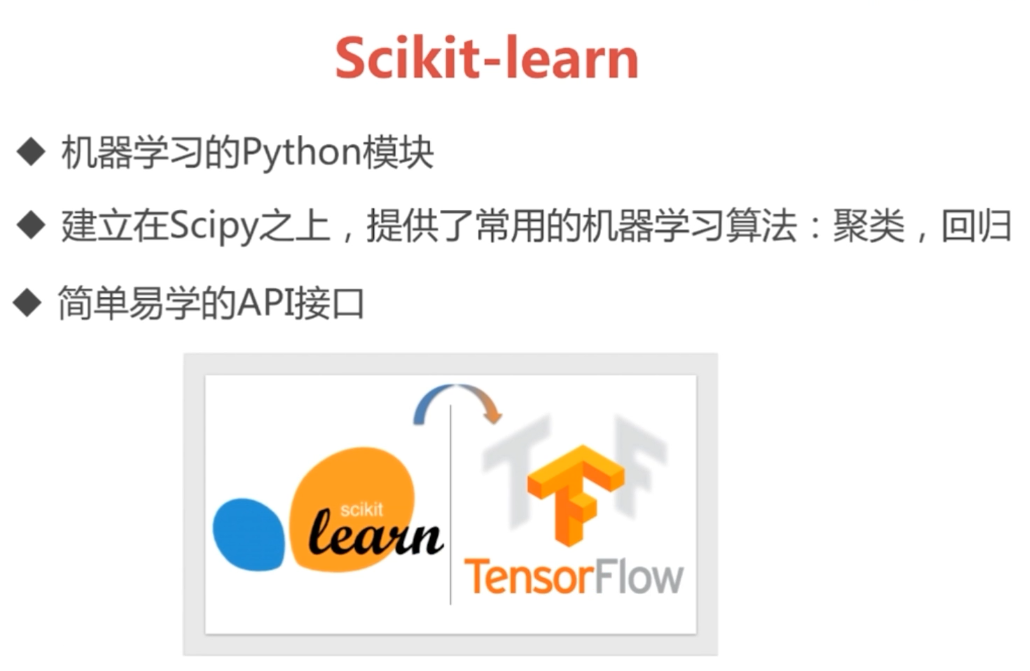 Scikit-learn
◆ 机器学习的Python模块
◆ 建立在Scipy之上，提供了常用的机器学习算法：聚类，回归
◆ 简单易学的API接口
scikit
learn
TensorFlow